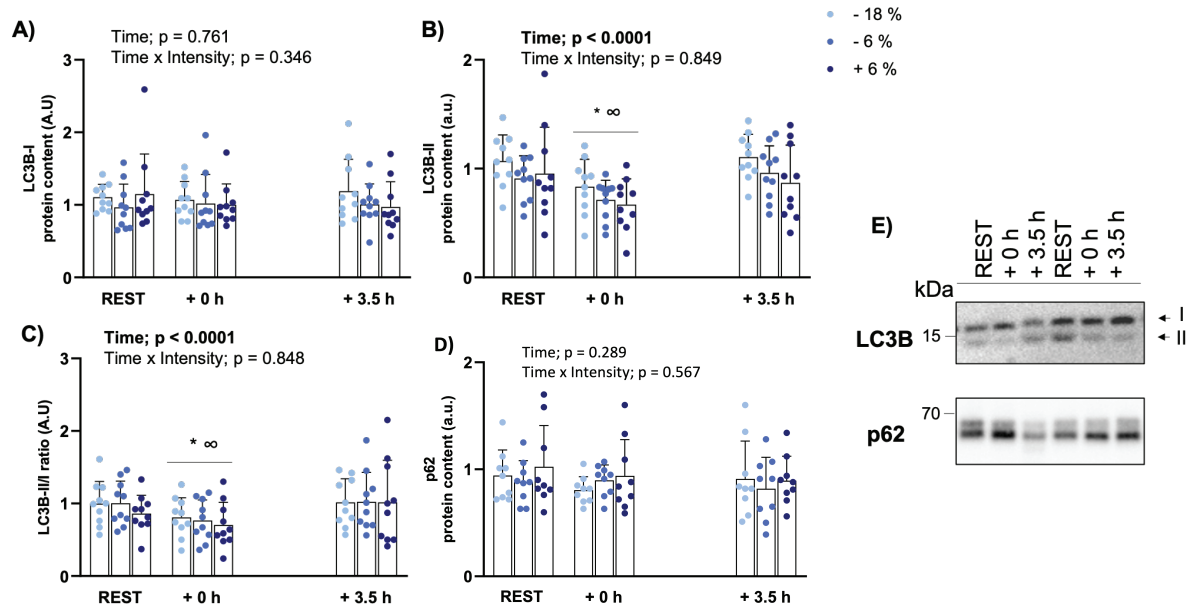 - 18 %
- 6 %
+ 6 %
A)
Time; p = 0.761
Time x Intensity; p = 0.346
LC3B-I
protein content (A.U)
3
2
1
0
REST
+ 0 h
+ 3.5 h
B)
Time; p < 0.0001
Time x Intensity; p = 0.849
LC3B-II
protein content (a.u.)
2
1
0
* ∞
REST
+ 0 h
+ 3.5 h
C)
Time; p < 0.0001
Time x Intensity; p = 0.848
LC3B-II/I ratio (A.U)
3
2
1
0
* ∞
REST
+ 0 h
+ 3.5 h
D)
Time; p = 0.289
Time x Intensity; p = 0.567
p62
protein content (a.u.)
2
1
0
REST
+ 0 h
+ 3.5 h
E)
REST
+ 0 h
+ 3.5 h
REST
+ 0 h
+ 3.5 h
kDa
LC3B
15
I
II
70
p62